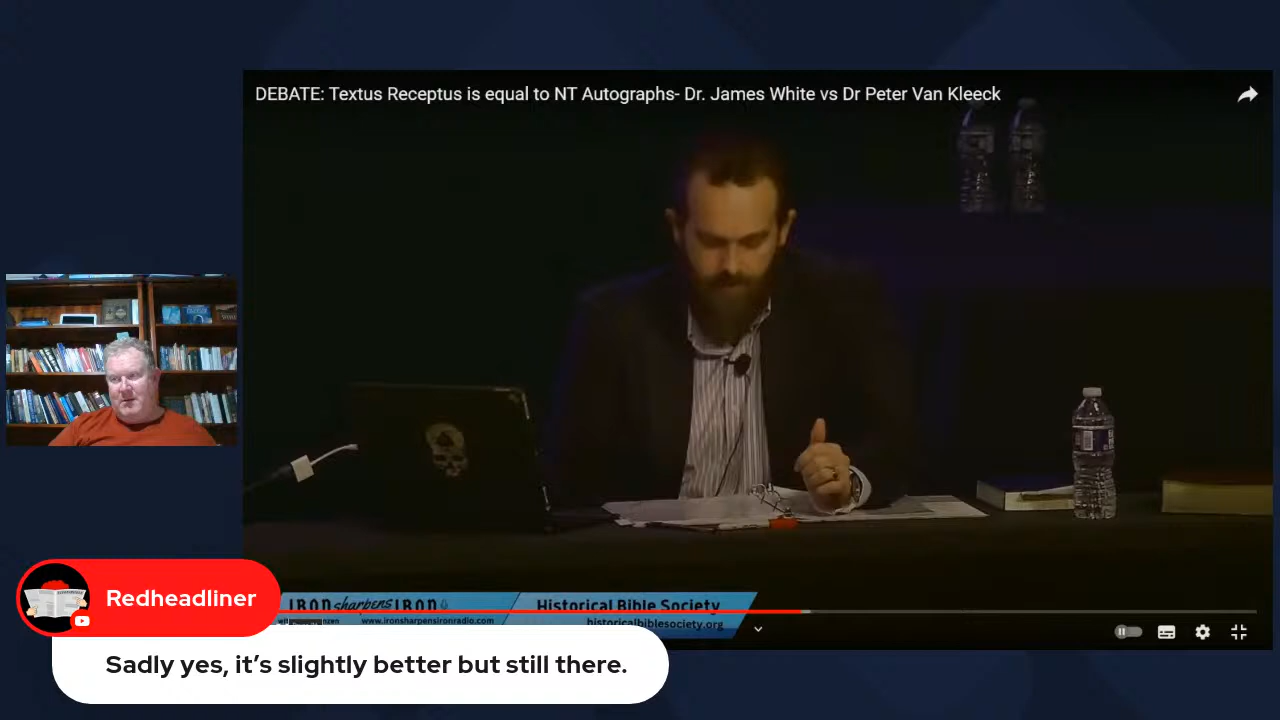 DEBATE: Textus Receptus is equal to NT Autographs- Dr. James White vs Dr Peter Van Kleeck
IRON sharpens IRON
Historical Bible Society
www.ironsharpensironradio.com
historicalbiblesociety.org
Redheadliner
Sadly yes, it’s slightly better but still there.